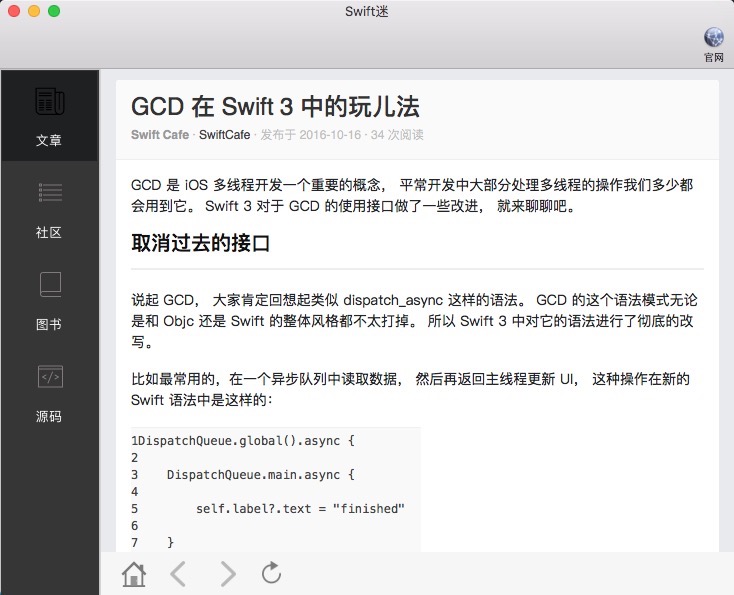 Swift迷
官网
文章
社区
图书
源码
GCD 在 Swift 3 中的玩儿法
Swift Cafe · SwiftCafe · 发布于 2016-10-16 · 34 次阅读
GCD 是 iOS 多线程开发一个重要的概念， 平常开发中大部分处理多线程的操作我们多少都
会用到它。 Swift 3 对于 GCD 的使用接口做了一些改进， 就来聊聊吧。
取消过去的接口
说起 GCD， 大家肯定回想起类似 dispatch_async 这样的语法。 GCD 的这个语法模式无论
是和 Objc 还是 Swift 的整体风格都不太打掉。 所以 Swift 3 中对它的语法进行了彻底的改
写。
比如最常用的，在一个异步队列中读取数据， 然后再返回主线程更新 UI， 这种操作在新的
Swift 语法中是这样的：
1DispatchQueue.global().async {
2
3    DispatchQueue.main.async {
4
5        self.label?.text = "finished"
6
7    }